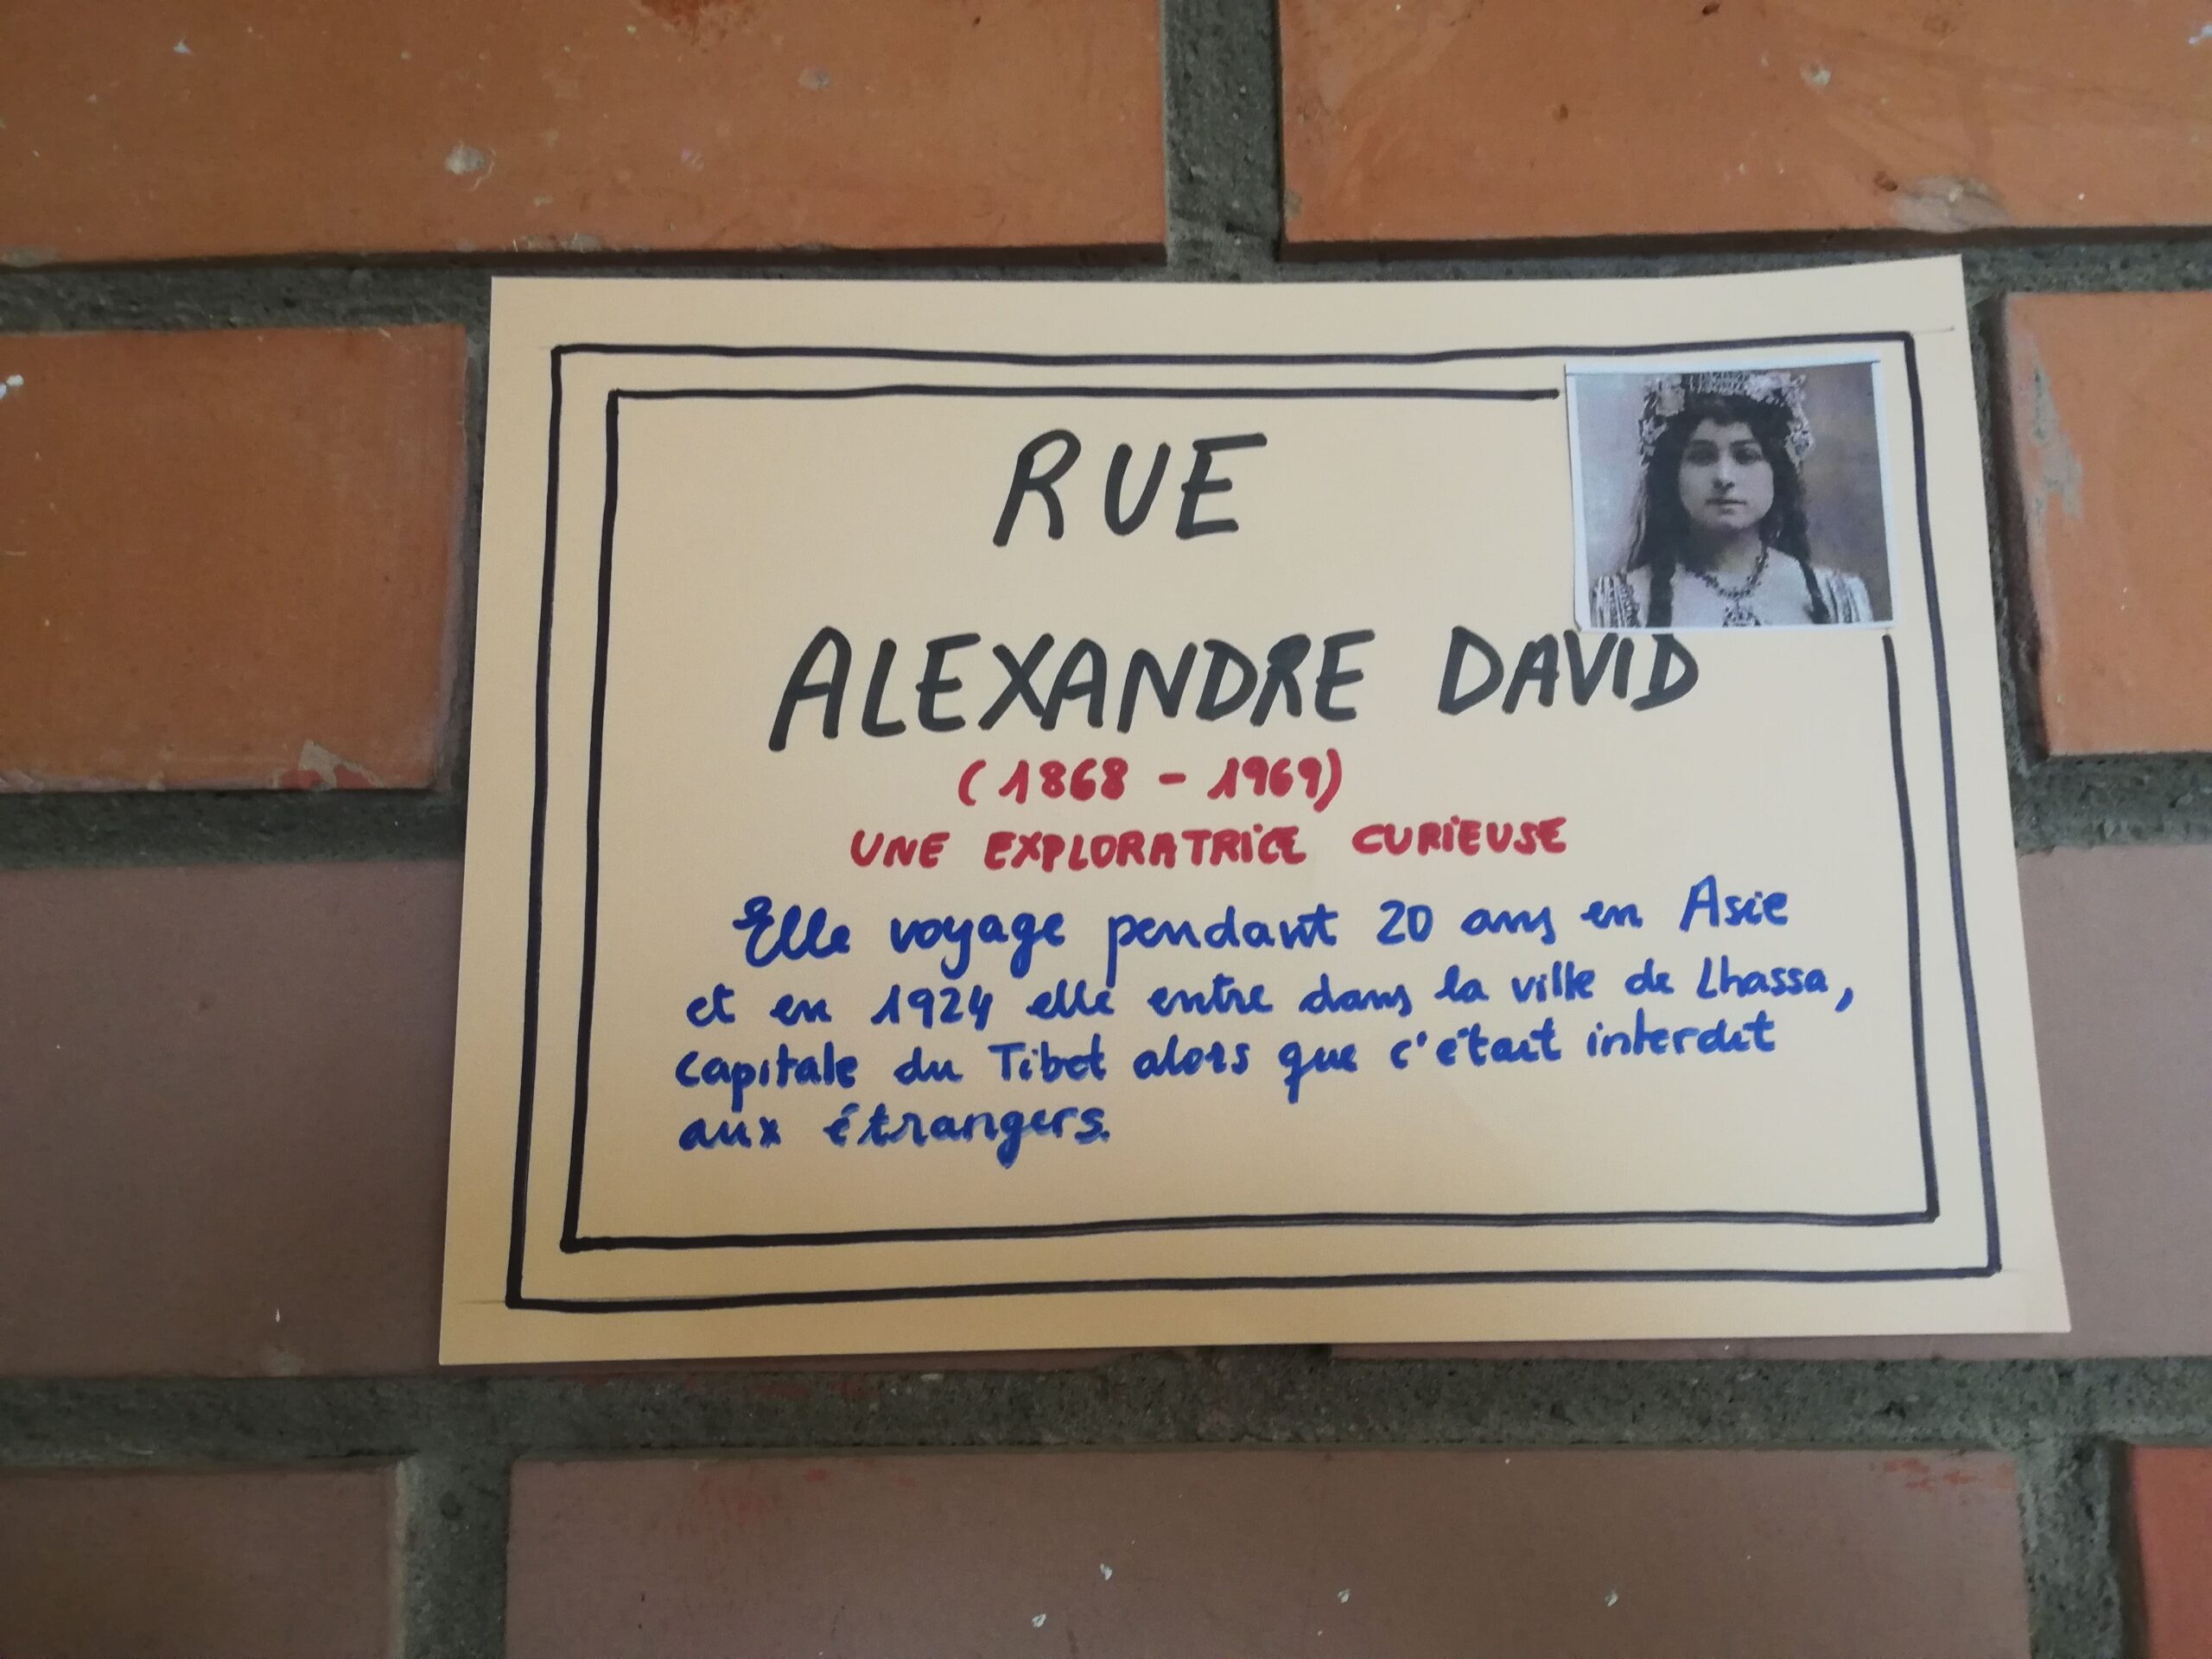 RUE
ALEXANDRE DAVID
(1868 - 1969)
UNE EXPLORATRICE CURIEUSE
Elle voyage pendant 20 ans en Asie
et en 1924 elle entre dans la ville de Lhassa,
capitale du Tibet alors que c'était interdit
aux étrangers.